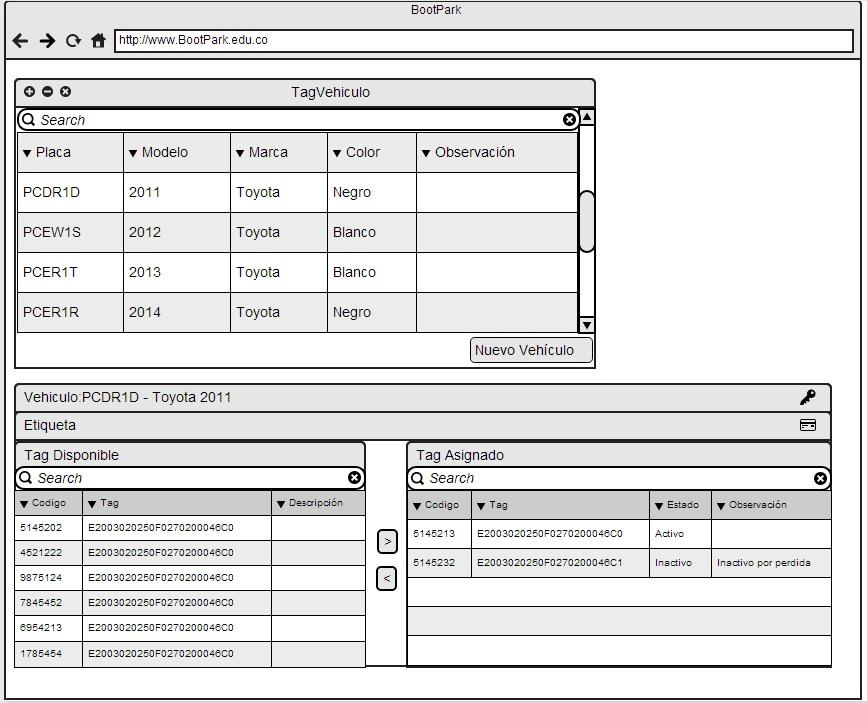 BootPark
http://www.BootPark.edu.co
TagVehiculo
Search
Placa Modelo Marca Color Observación
PCDR1D 2011 Toyota Negro
PCEW1S 2012 Toyota Blanco
PCER1T 2013 Toyota Blanco
PCER1R 2014 Toyota Negro
Nuevo Vehículo
Vehiculo:PCDR1D - Toyota 2011
Etiqueta
Tag Disponible
Search
Codigo Tag Descripción
5145202 E2003020250F0270200046C0
4521222 E2003020250F0270200046C0
9875124 E2003020250F0270200046C0
7845452 E2003020250F0270200046C0
6954213 E2003020250F0270200046C0
1785454 E2003020250F0270200046C0
>
<
Tag Asignado
Search
Codigo Tag Estado Observación
5145213 E2003020250F0270200046C0 Activo
5145232 E2003020250F0270200046C1 Inactivo Inactivo por perdida